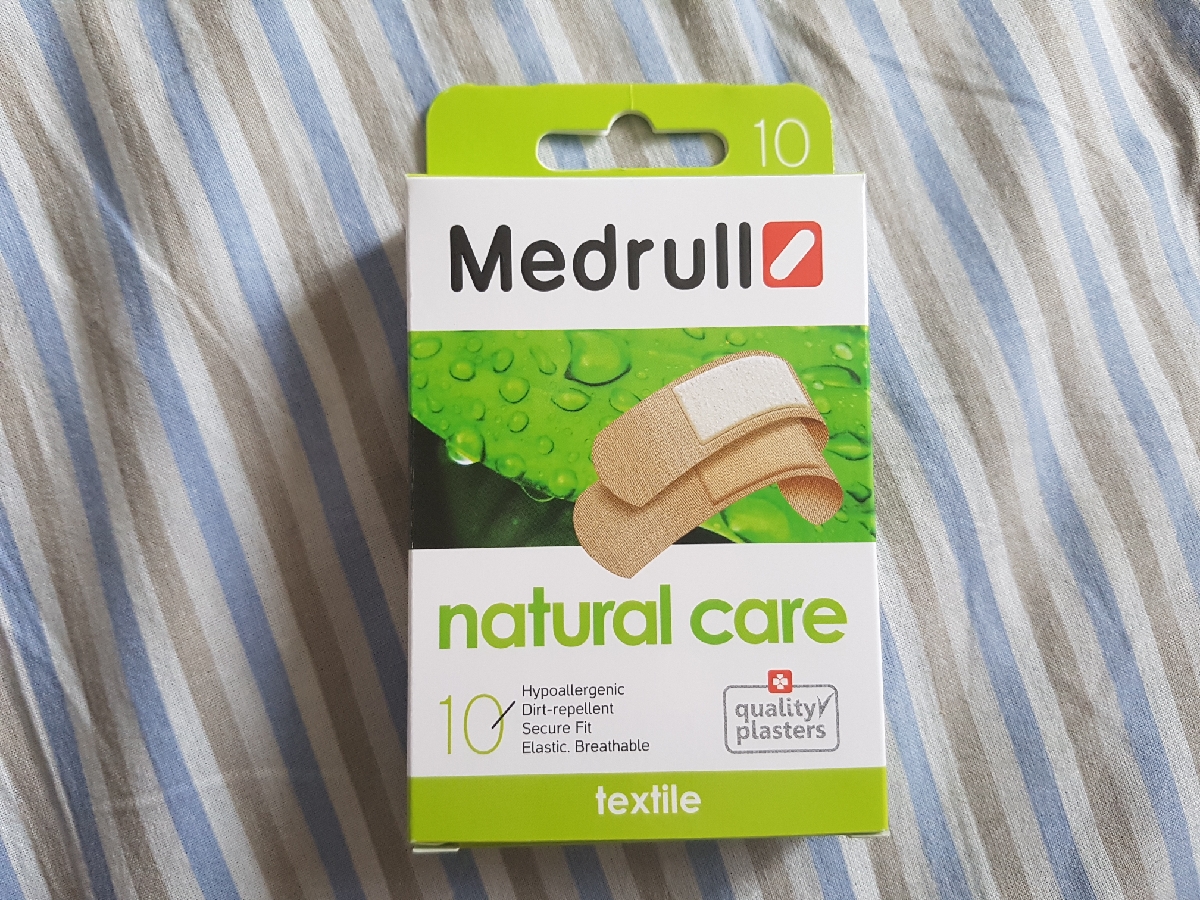 10
Medrull
natural care
10
Hypoallergenic
Dirt-repellent
Secure Fit
Elastic. Breathable
quality
plasters
textile